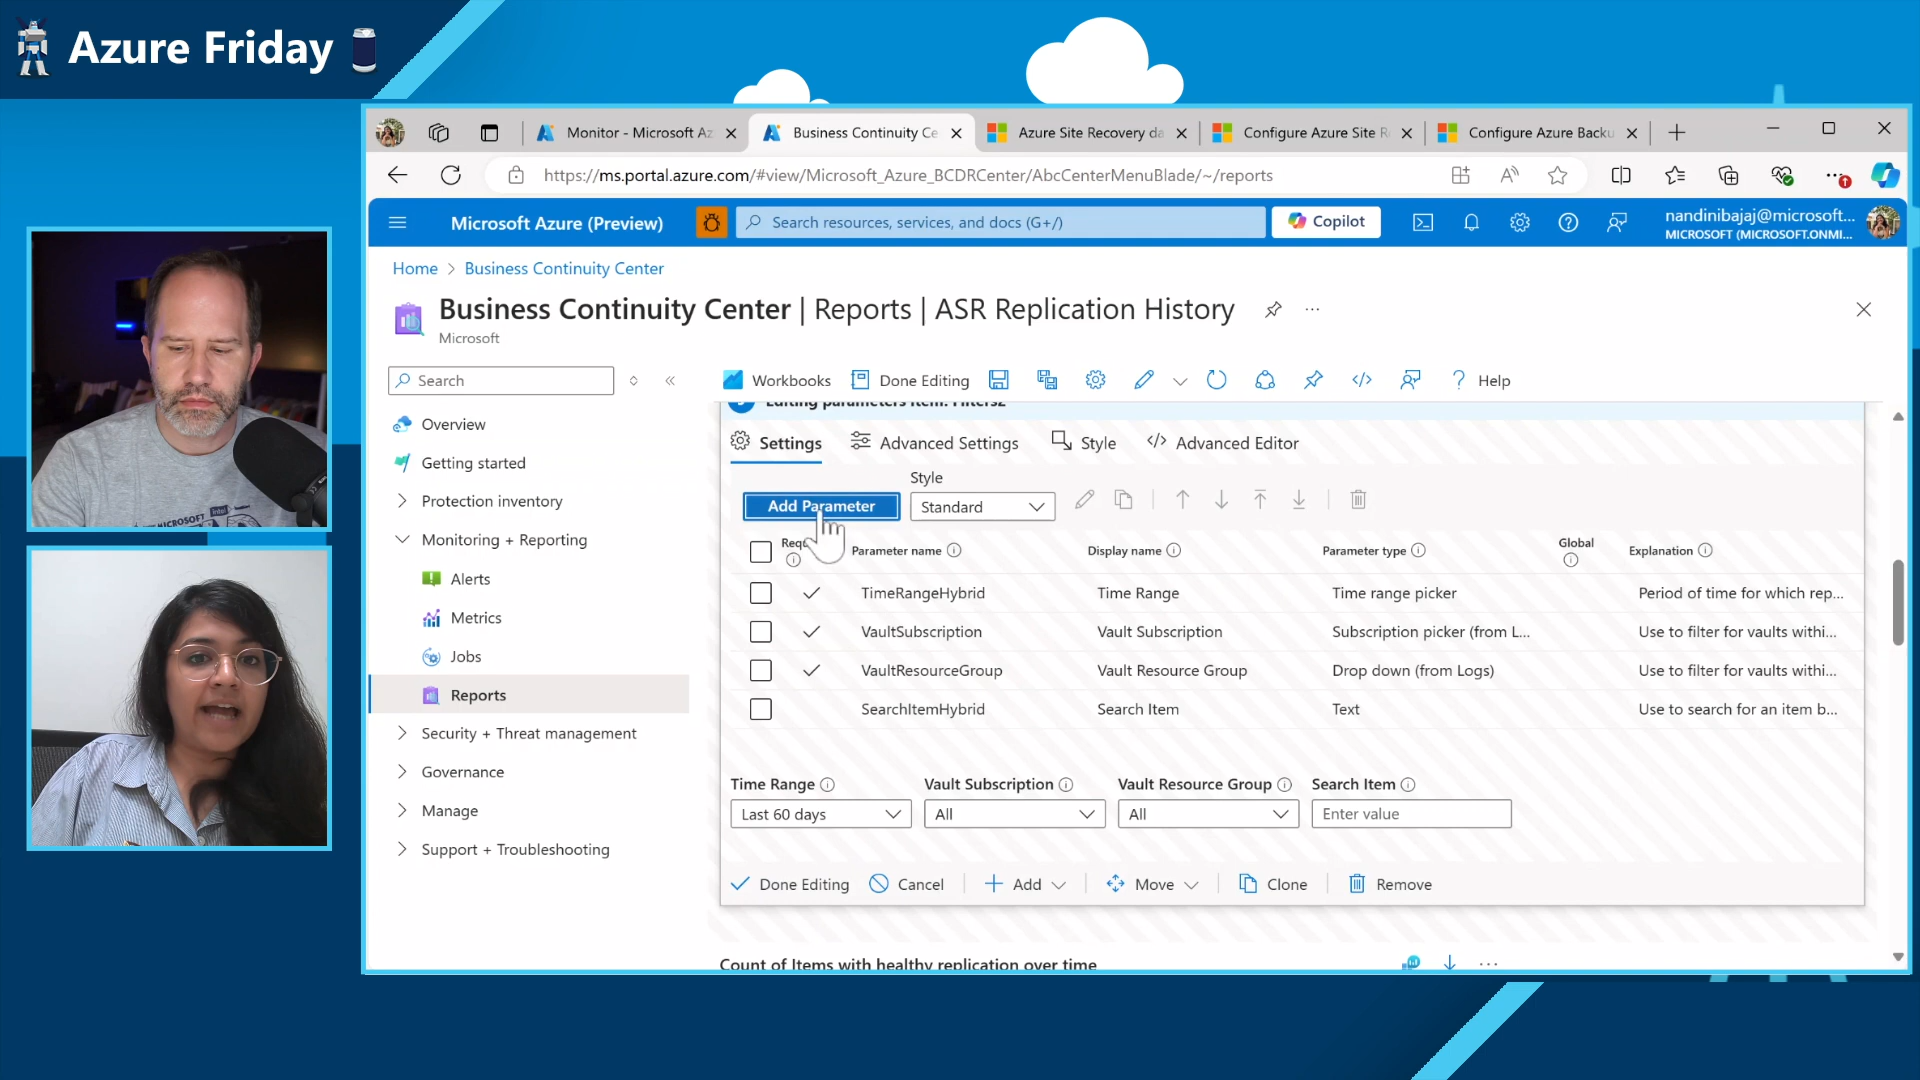 Azure Friday
Monitor - Microsoft Az
Business Continuity Ce
Azure Site Recovery da
Configure Azure Site R
Configure Azure Backu
https://ms.portal.azure.com/#view/Microsoft_Azure_BCDRCenter/AbcCenterMenuBlade/~/reports
Microsoft Azure (Preview)
Search resources, services, and docs (G+/)
Copilot
nandinibajaj@microsoft...
MICROSOFT (MICROSOFT.ONMI...
Home > Business Continuity Center
Business Continuity Center | Reports | ASR Replication History
Microsoft
Search
Workbooks
Done Editing
Help
Overview
Getting started
Protection inventory
Monitoring + Reporting
Alerts
Metrics
Jobs
Reports
Security + Threat management
Governance
Manage
Support + Troubleshooting
Editing parameters item: Filters2
Settings
Advanced Settings
Style
Advanced Editor
Style
Add Parameter
Standard
Parameter name
Display name
Parameter type
Global
Explanation
TimeRangeHybrid
Time Range
Time range picker
Period of time for which rep...
VaultSubscription
Vault Subscription
Subscription picker (from L...
Use to filter for vaults withi...
VaultResourceGroup
Vault Resource Group
Drop down (from Logs)
Use to filter for vaults withi...
SearchItemHybrid
Search Item
Text
Use to search for an item b...
Time Range
Vault Subscription
Vault Resource Group
Search Item
Last 60 days
All
All
Enter value
Done Editing
Cancel
Add
Move
Clone
Remove
Count of Items with healthy replication over time
MICROSOFT
intel